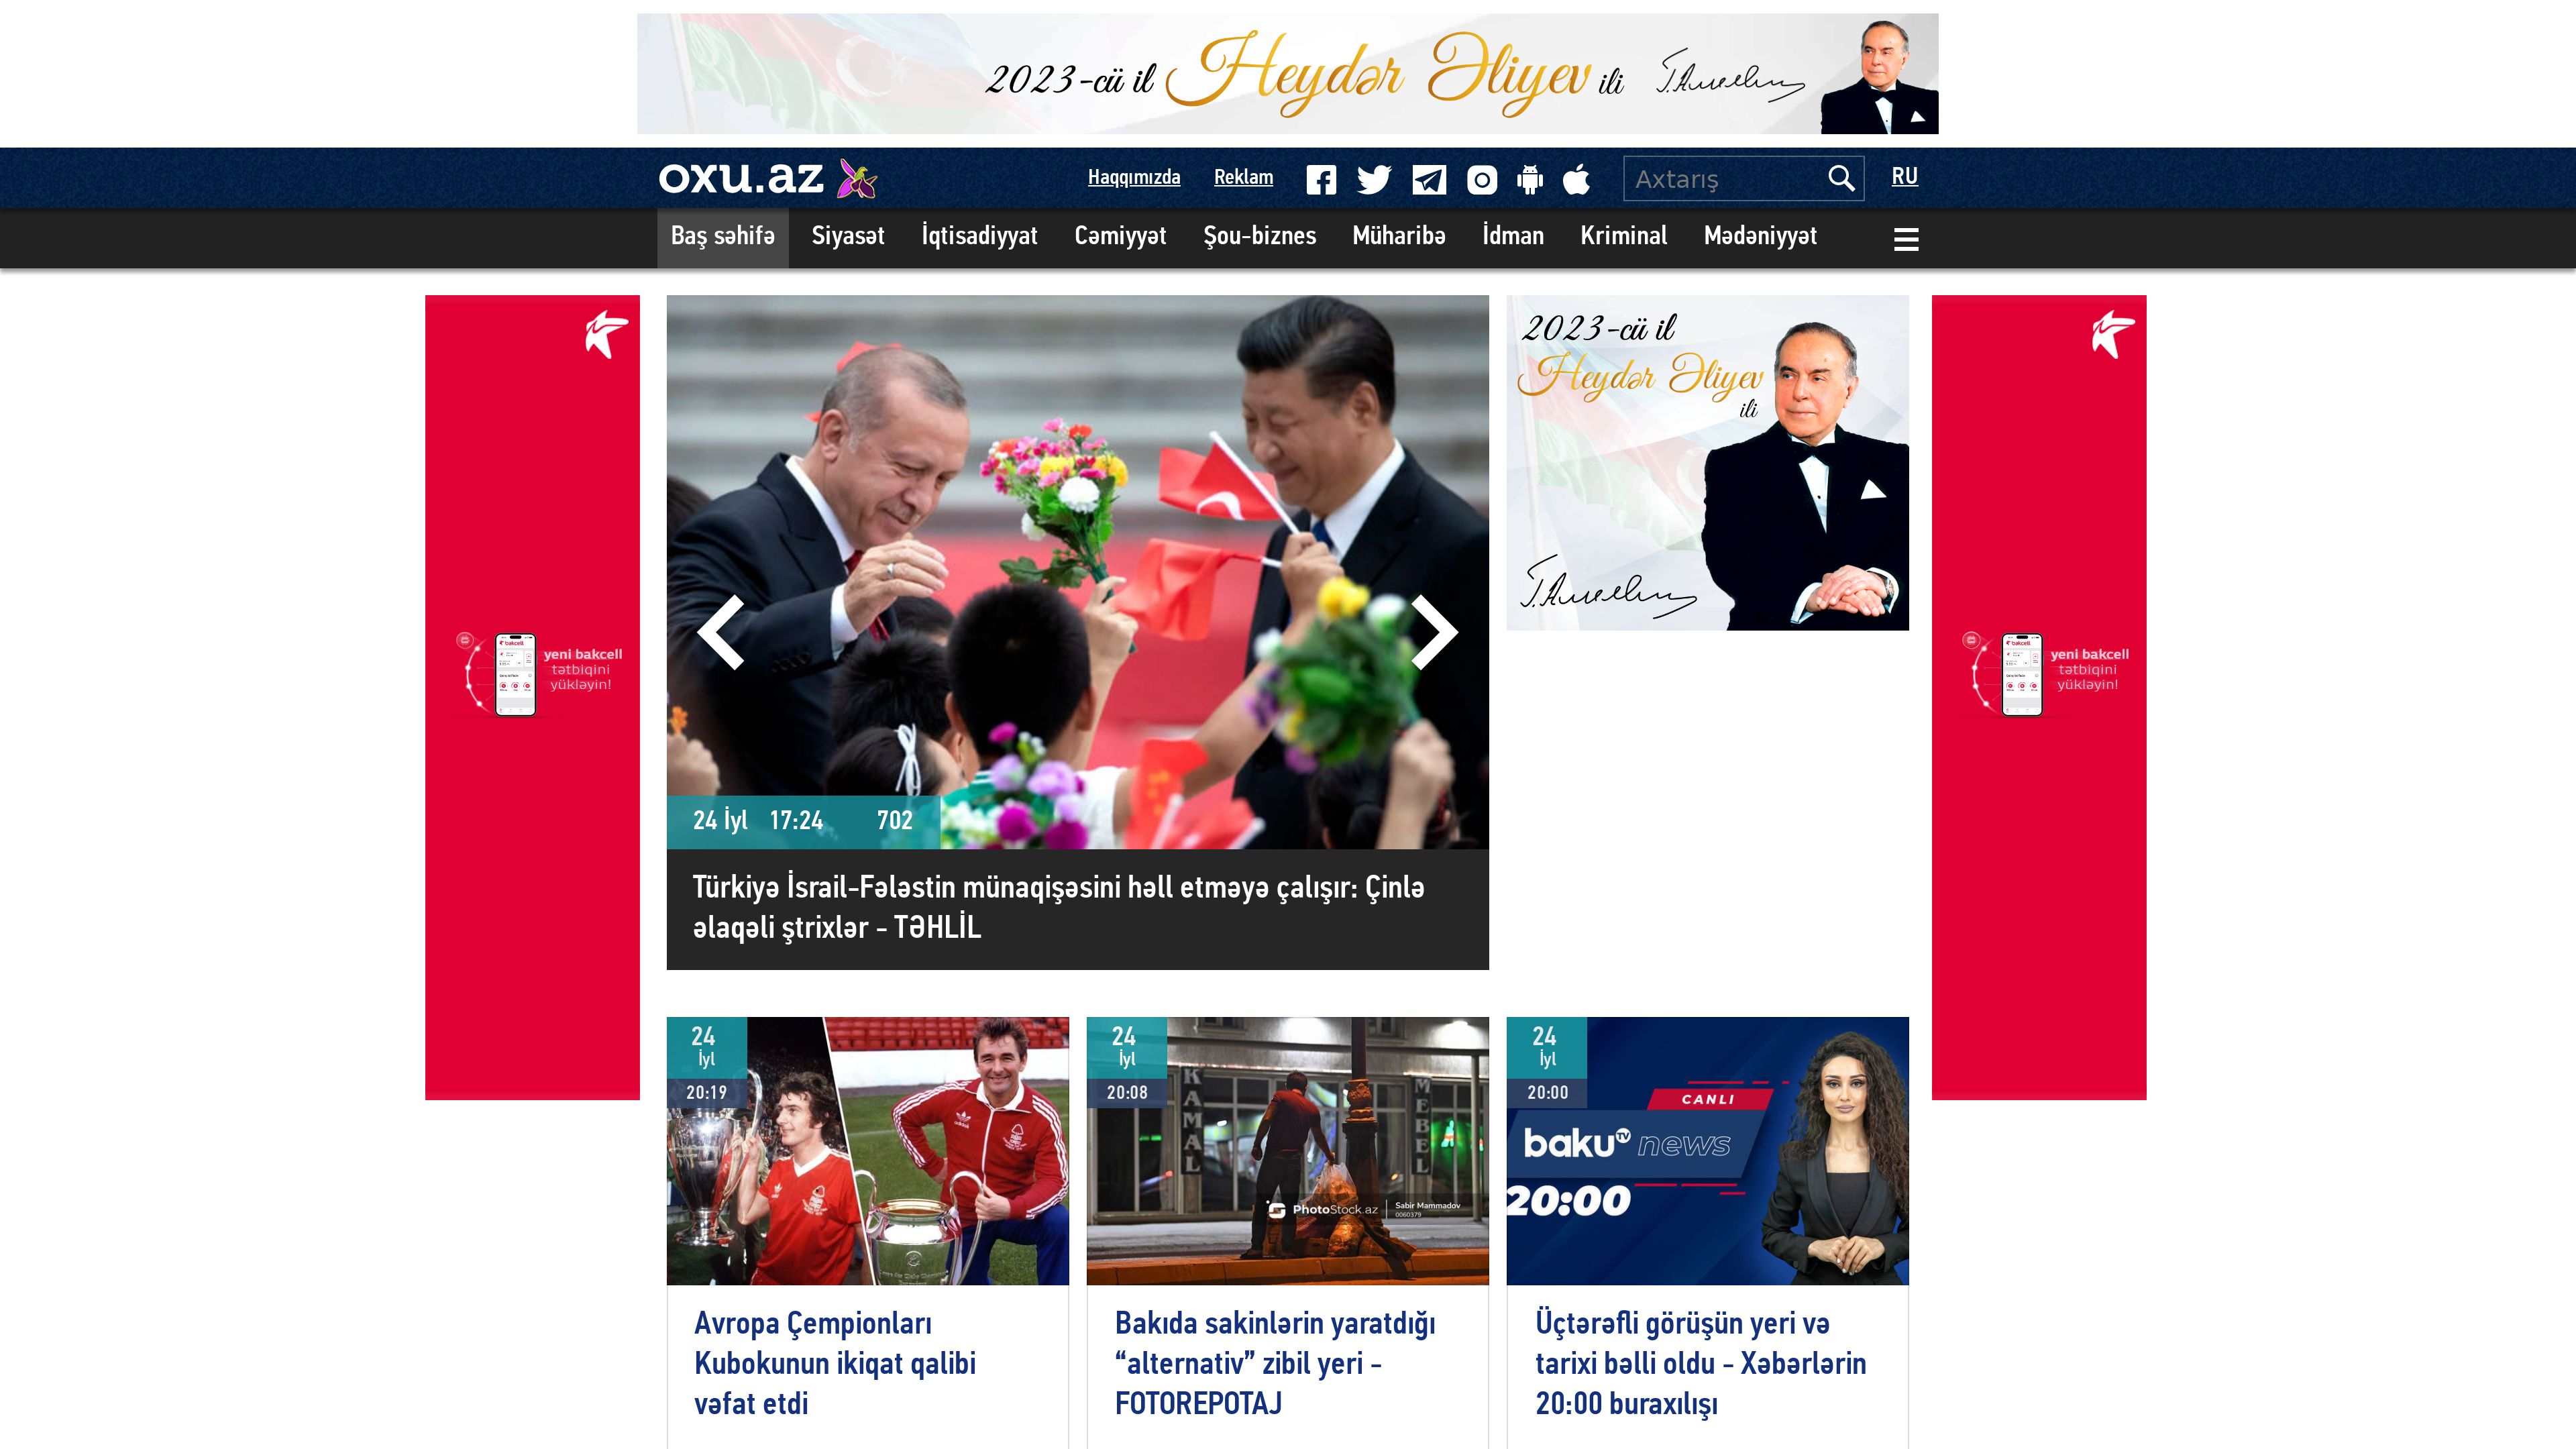 2023-cü il Heydər Əliyev ili
oxu.az
Haqqımızda
Reklam
Axtarış
RU
Baş səhifə
Siyasət
İqtisadiyyat
Cəmiyyət
Şou-biznes
Müharibə
İdman
Kriminal
Mədəniyyət
yeni bakcell
tətbiqini
yükləyin!
24 İyl 17:24 702
Türkiyə İsrail-Fələstin münaqişəsini həll etməyə çalışır: Çinlə
əlaqəli ştrixlər - TƏHLİL
2023-cü il
Heydər Əliyev
ili
yeni bakcell
tətbiqini
yükləyin!
24
İyl
20:19
Avropa Çempionları
Kubokunun ikiqat qalibi
vəfat etdi
24
İyl
20:08
KAMAL
MEBEL
PhotoStock.az
Sabir Mammadov
0060379
Bakıda sakinlərin yaratdığı
“alternativ” zibil yeri -
FOTOREPOTAJ
24
İyl
20:00
CANLI
baku TV news
20:00
Üçtərəfli görüşün yeri və
tarixi bəlli oldu - Xəbərlərin
20:00 buraxılışı